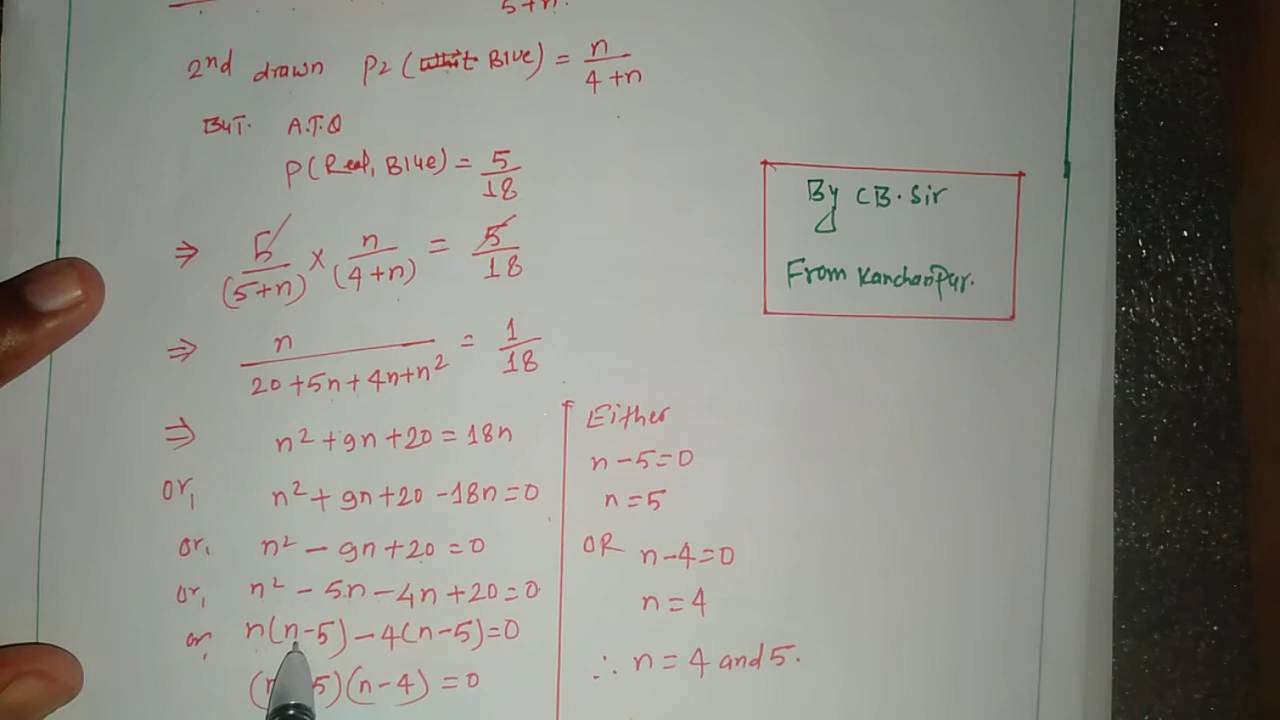 5+n.
2nd drawn P2 (Blue) = n/4+n
But. A.T.Q
P(Red, Blue) = 5/18
⇒ 5/(5+n) × n/(4+n) = 5/18
⇒ n/20+5n+4n+n² = 1/18
⇒ n²+9n+20 = 18n
or, n²+9n+20-18n=0
or, n²-9n+20=0
or, n²-5n-4n+20=0
or, n(n-5)-4(n-5)=0
5)(n-4)=0
Either
n-5=0
n=5
OR n-4=0
n=4
∴ n=4 and 5.
By CB. Sir
From Kanchanpur.